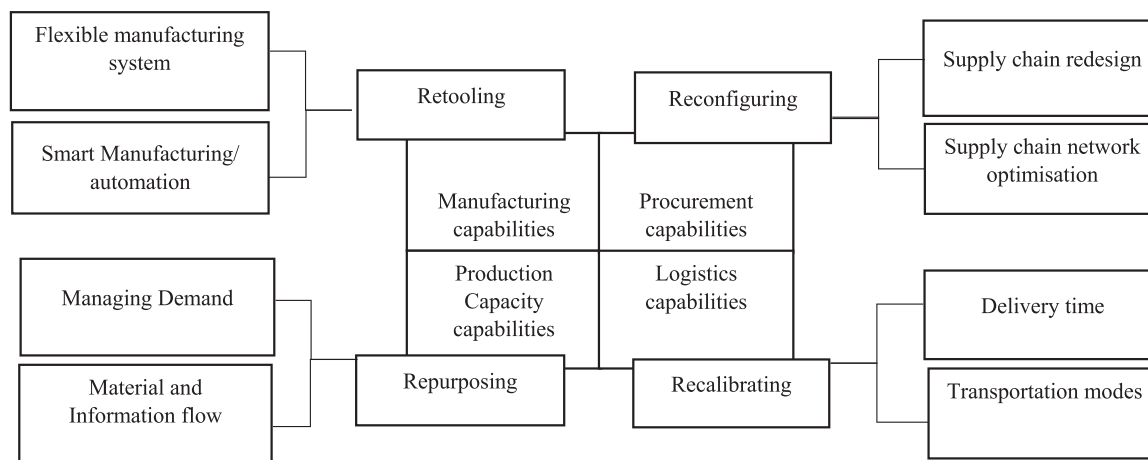 Flexible manufacturing
system
Smart Manufacturing/
automation
Retooling
Reconfiguring
Supply chain redesign
Supply chain network
optimisation
Manufacturing
capabilities
Procurement
capabilities
Production
Capacity
capabilities
Logistics
capabilities
Managing Demand
Material and
Information flow
Repurposing
Recalibrating
Delivery time
Transportation modes